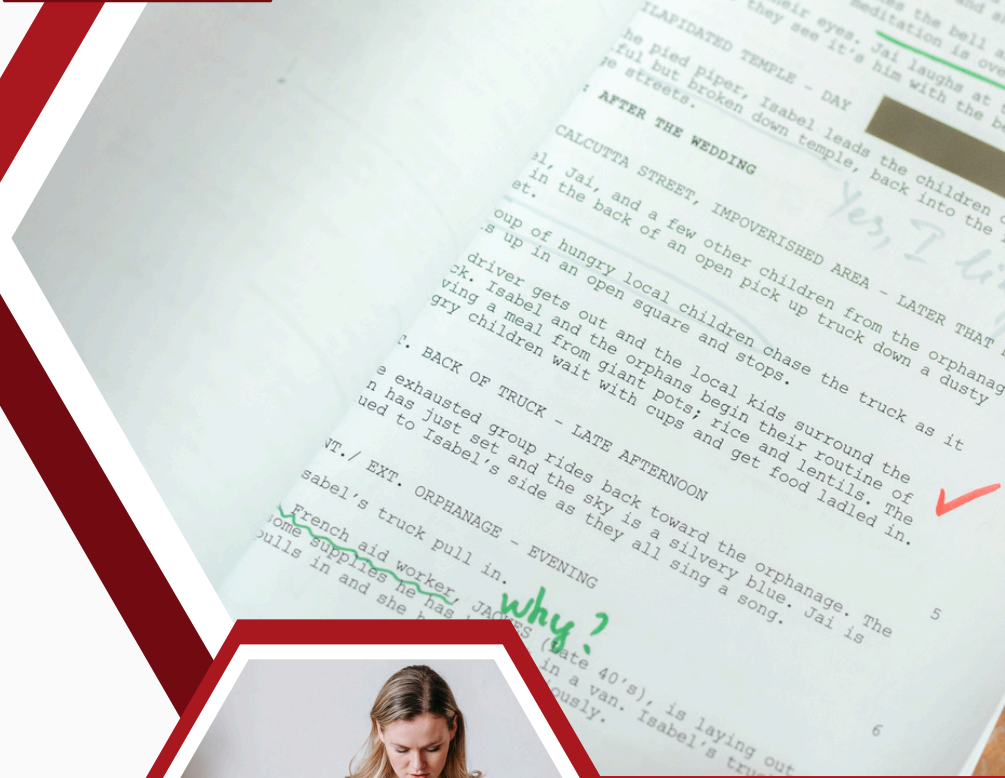 their eyes. Jai laughs at
they see it's him with the
es the bell
meditation is ove
ILAPIDATED TEMPLE - DAY
he pied piper, Isabel leads the children
ful but broken down temple, back into the
e streets.
: AFTER THE WEDDING
Yes, I
CALCUTTA STREET, IMPOVERISHED AREA - LATER THAT
el, Jai, and a few other children from the orphanag
in the back of an open pick up truck down a dusty
et.
oup of hungry local children chase the truck as it
s up in an open square and stops.
driver gets out and the local kids surround the
ck. Isabel and the orphans begin their routine of
ving a meal from giant pots; rice and lentils. The
gry children wait with cups and get food ladled in.
T. BACK OF TRUCK - LATE AFTERNOON
e exhausted group rides back toward the orphanage. The
n has just set and the sky is a silvery blue. Jai is
ued to Isabel's side as they all sing a song.
5
NT./ EXT. ORPHANAGE - EVENING
sabel's truck pull in.
why?
French aid worker, JACQUES (late 40's), is laying out
ome supplies he has in a van. Isabel's truc
pulls in and she
iously.
6